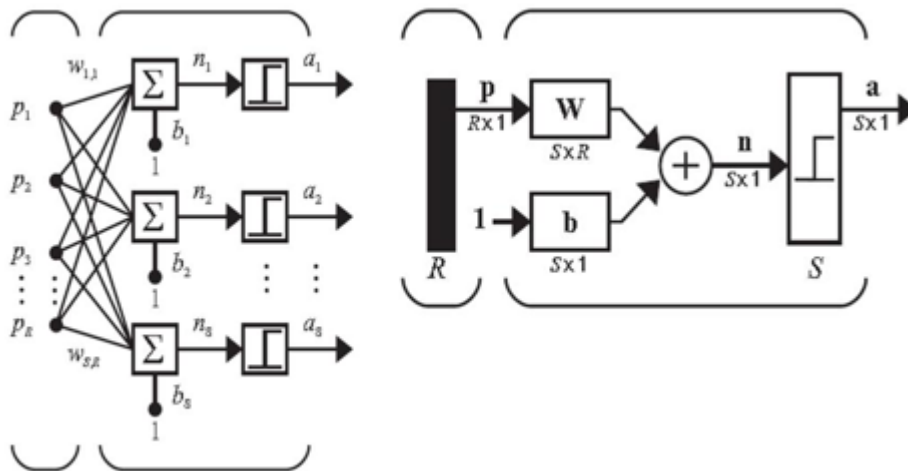 w1,1 n1 a1
p1 Σ
b1
1
p2 n2 a2
Σ
p3 b2
1
pR nS aS
Σ
wS,R
bS
1
p W a
R×1 S×R n S×1
+ S×1
1 b
R S×1 S